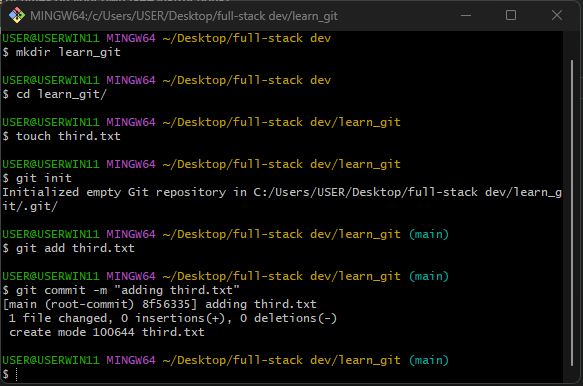 MINGW64:/c/Users/USER/Desktop/full-stack dev/learn_git
USER@USERWIN11 MINGW64 ~/Desktop/full-stack dev
$ mkdir learn_git
USER@USERWIN11 MINGW64 ~/Desktop/full-stack dev
$ cd learn_git/
USER@USERWIN11 MINGW64 ~/Desktop/full-stack dev/learn_git
$ touch third.txt
USER@USERWIN11 MINGW64 ~/Desktop/full-stack dev/learn_git
$ git init
Initialized empty Git repository in C:/Users/USER/Desktop/full-stack dev/learn_g
it/.git/
USER@USERWIN11 MINGW64 ~/Desktop/full-stack dev/learn_git (main)
$ git add third.txt
USER@USERWIN11 MINGW64 ~/Desktop/full-stack dev/learn_git (main)
$ git commit -m "adding third.txt"
[main (root-commit) 8f56335] adding third.txt
 1 file changed, 0 insertions(+), 0 deletions(-)
 create mode 100644 third.txt
USER@USERWIN11 MINGW64 ~/Desktop/full-stack dev/learn_git (main)
$